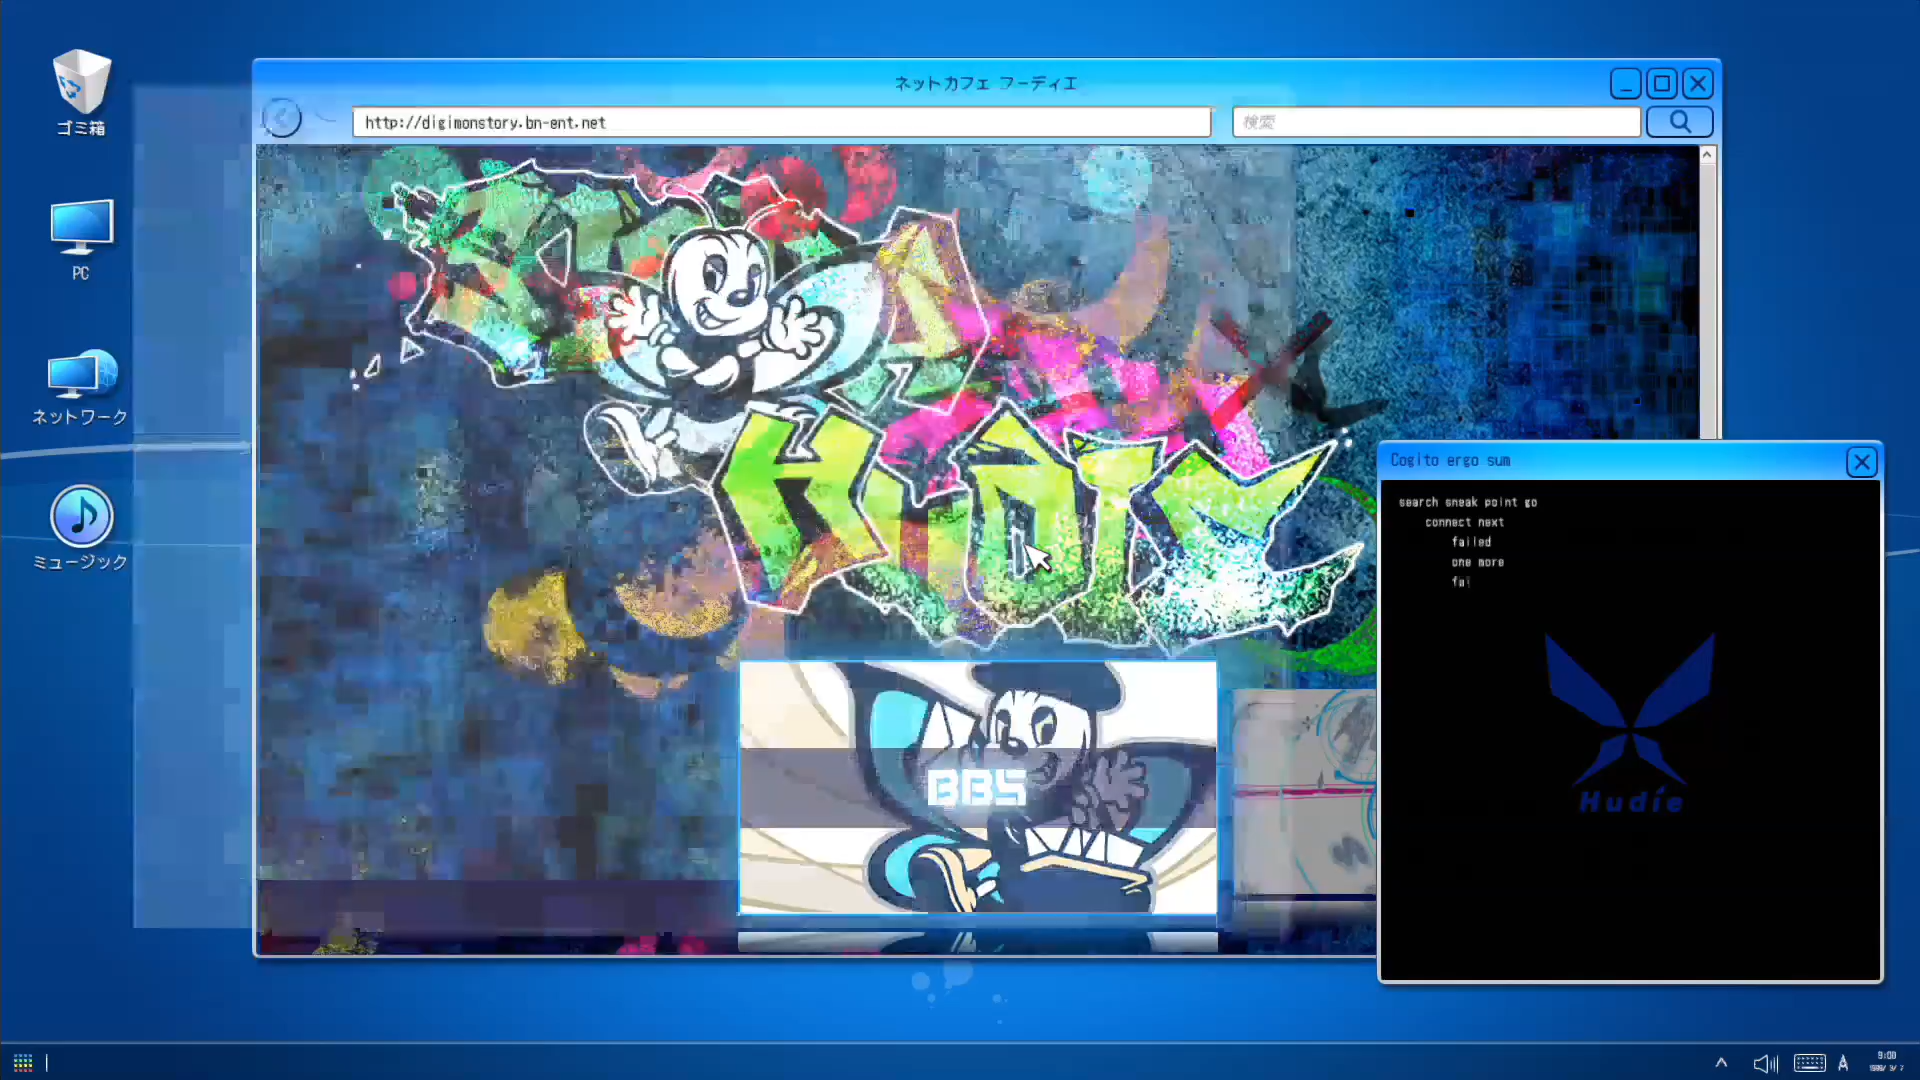 ゴミ箱
PC
ネットワーク
ミュージック
ネットカフェ フーディエ
http://digimonstory.bn-ent.net
検索
Hudie
BBS
Cogito ergo sum
search sneak point go
connect next
failed
one more
fai
Hudie
A
9:00